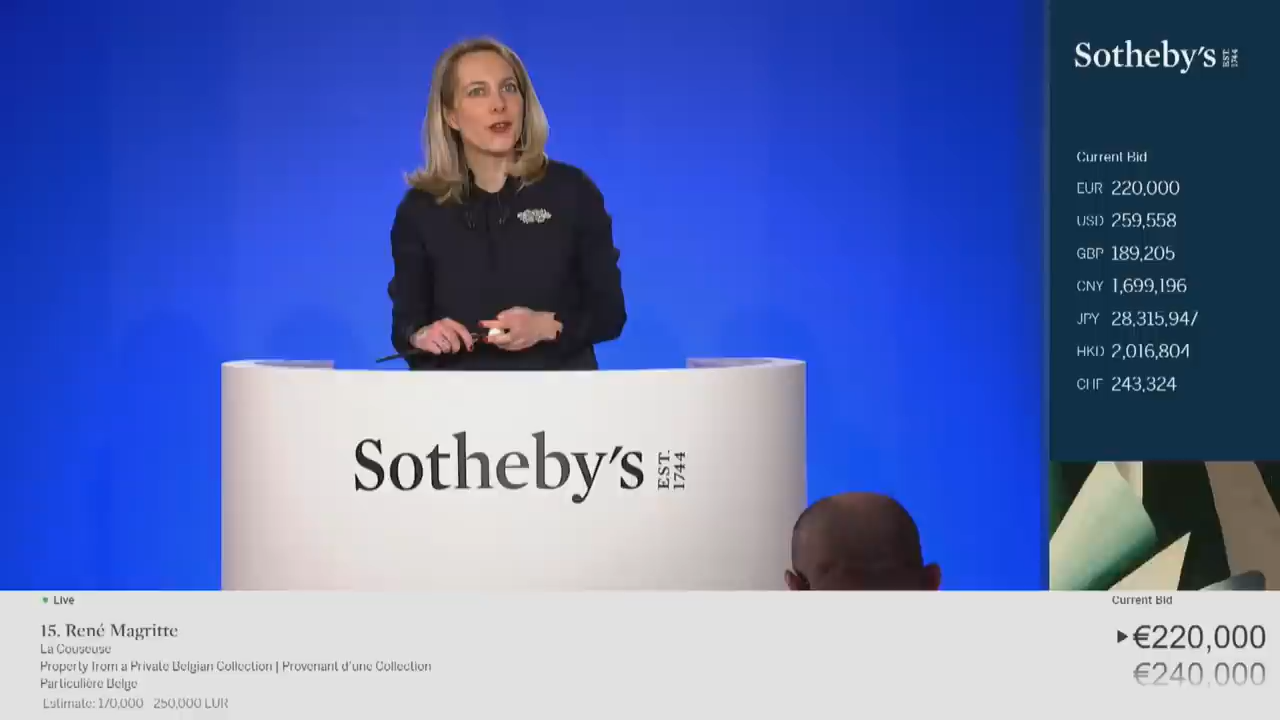 Sotheby's EST. 1744
Current Bid
EUR 220,000
USD 259,558
GBP 189,205
CNY 1,699,196
JPY 28,315,947
HKD 2,016,804
CHF 243,324
Sotheby's EST. 1744
Live
15. René Magritte
La Couseuse
Property from a Private Belgian Collection | Provenant d'une Collection
Particulière Belge
Estimate: 170,000 - 250,000 EUR
Current Bid
€220,000
€240,000